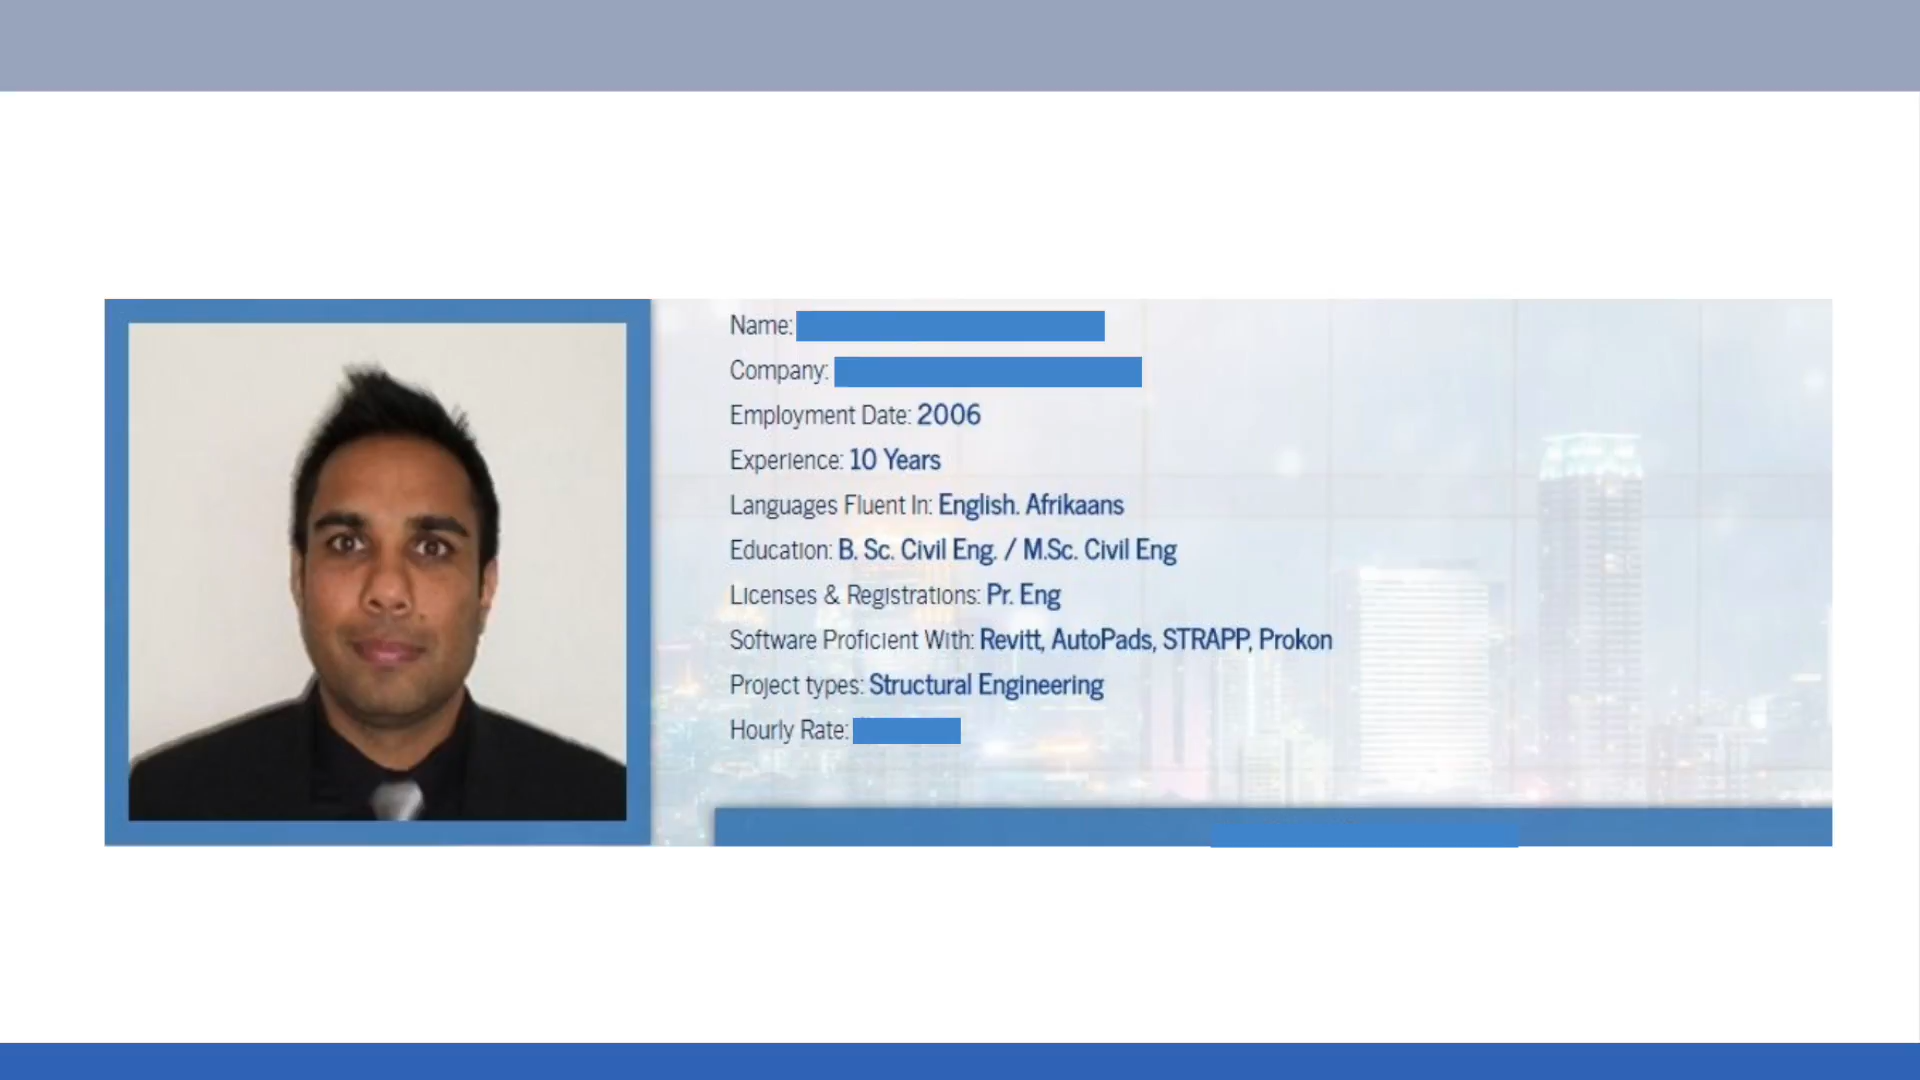 Name:
Company:
Employment Date: 2006
Experience: 10 Years
Languages Fluent In: English. Afrikaans
Education: B. Sc. Civil Eng. / M.Sc. Civil Eng
Licenses & Registrations: Pr. Eng
Software Proficient With: Revitt, AutoPads, STRAPP, Prokon
Project types: Structural Engineering
Hourly Rate: